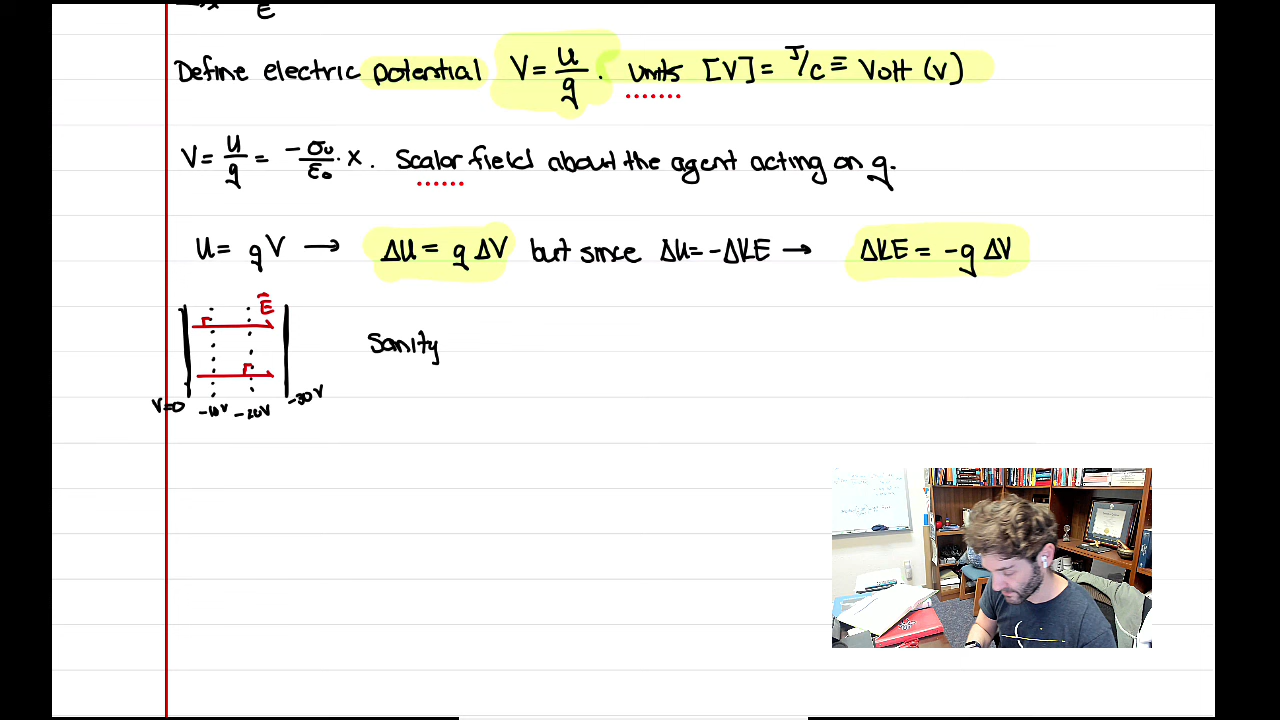 E
Define electric potential V = U/q . Units [V] = J/C ≡ Volt (V)
V = U/q = -σ₀/ε₀ · x . Scalar field about the agent acting on q.
U = qV → ΔU = q ΔV but since ΔU = -ΔKE → ΔKE = -q ΔV
E
V=0 -10V -20V -30V
Sanity